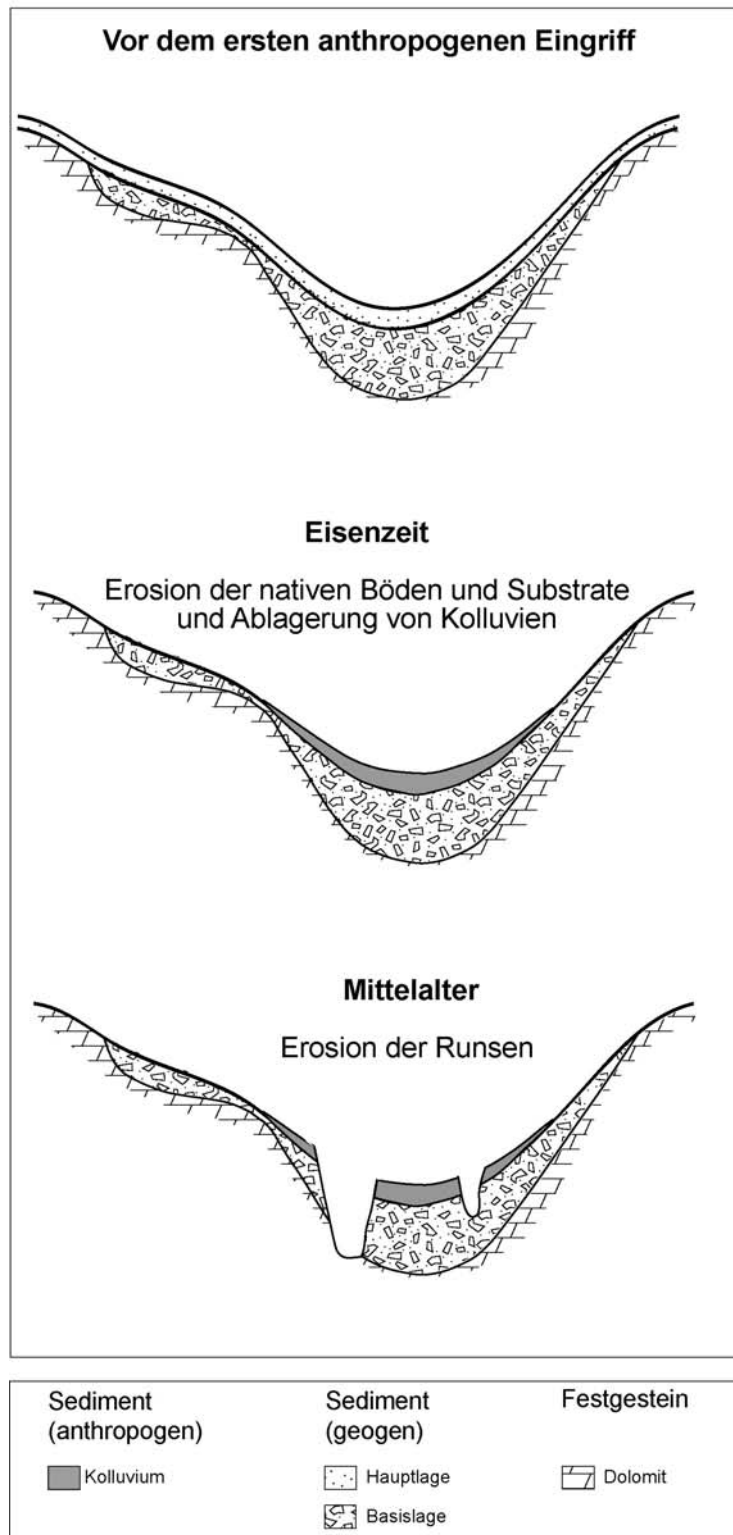 Vor dem ersten anthropogenen Eingriff
Eisenzeit
Erosion der nativen Böden und Substrate
und Ablagerung von Kolluvien
Mittelalter
Erosion der Runsen
Sediment
(anthropogen)
Kolluvium
Sediment
(geogen)
Hauptlage
Basislage
Festgestein
Dolomit